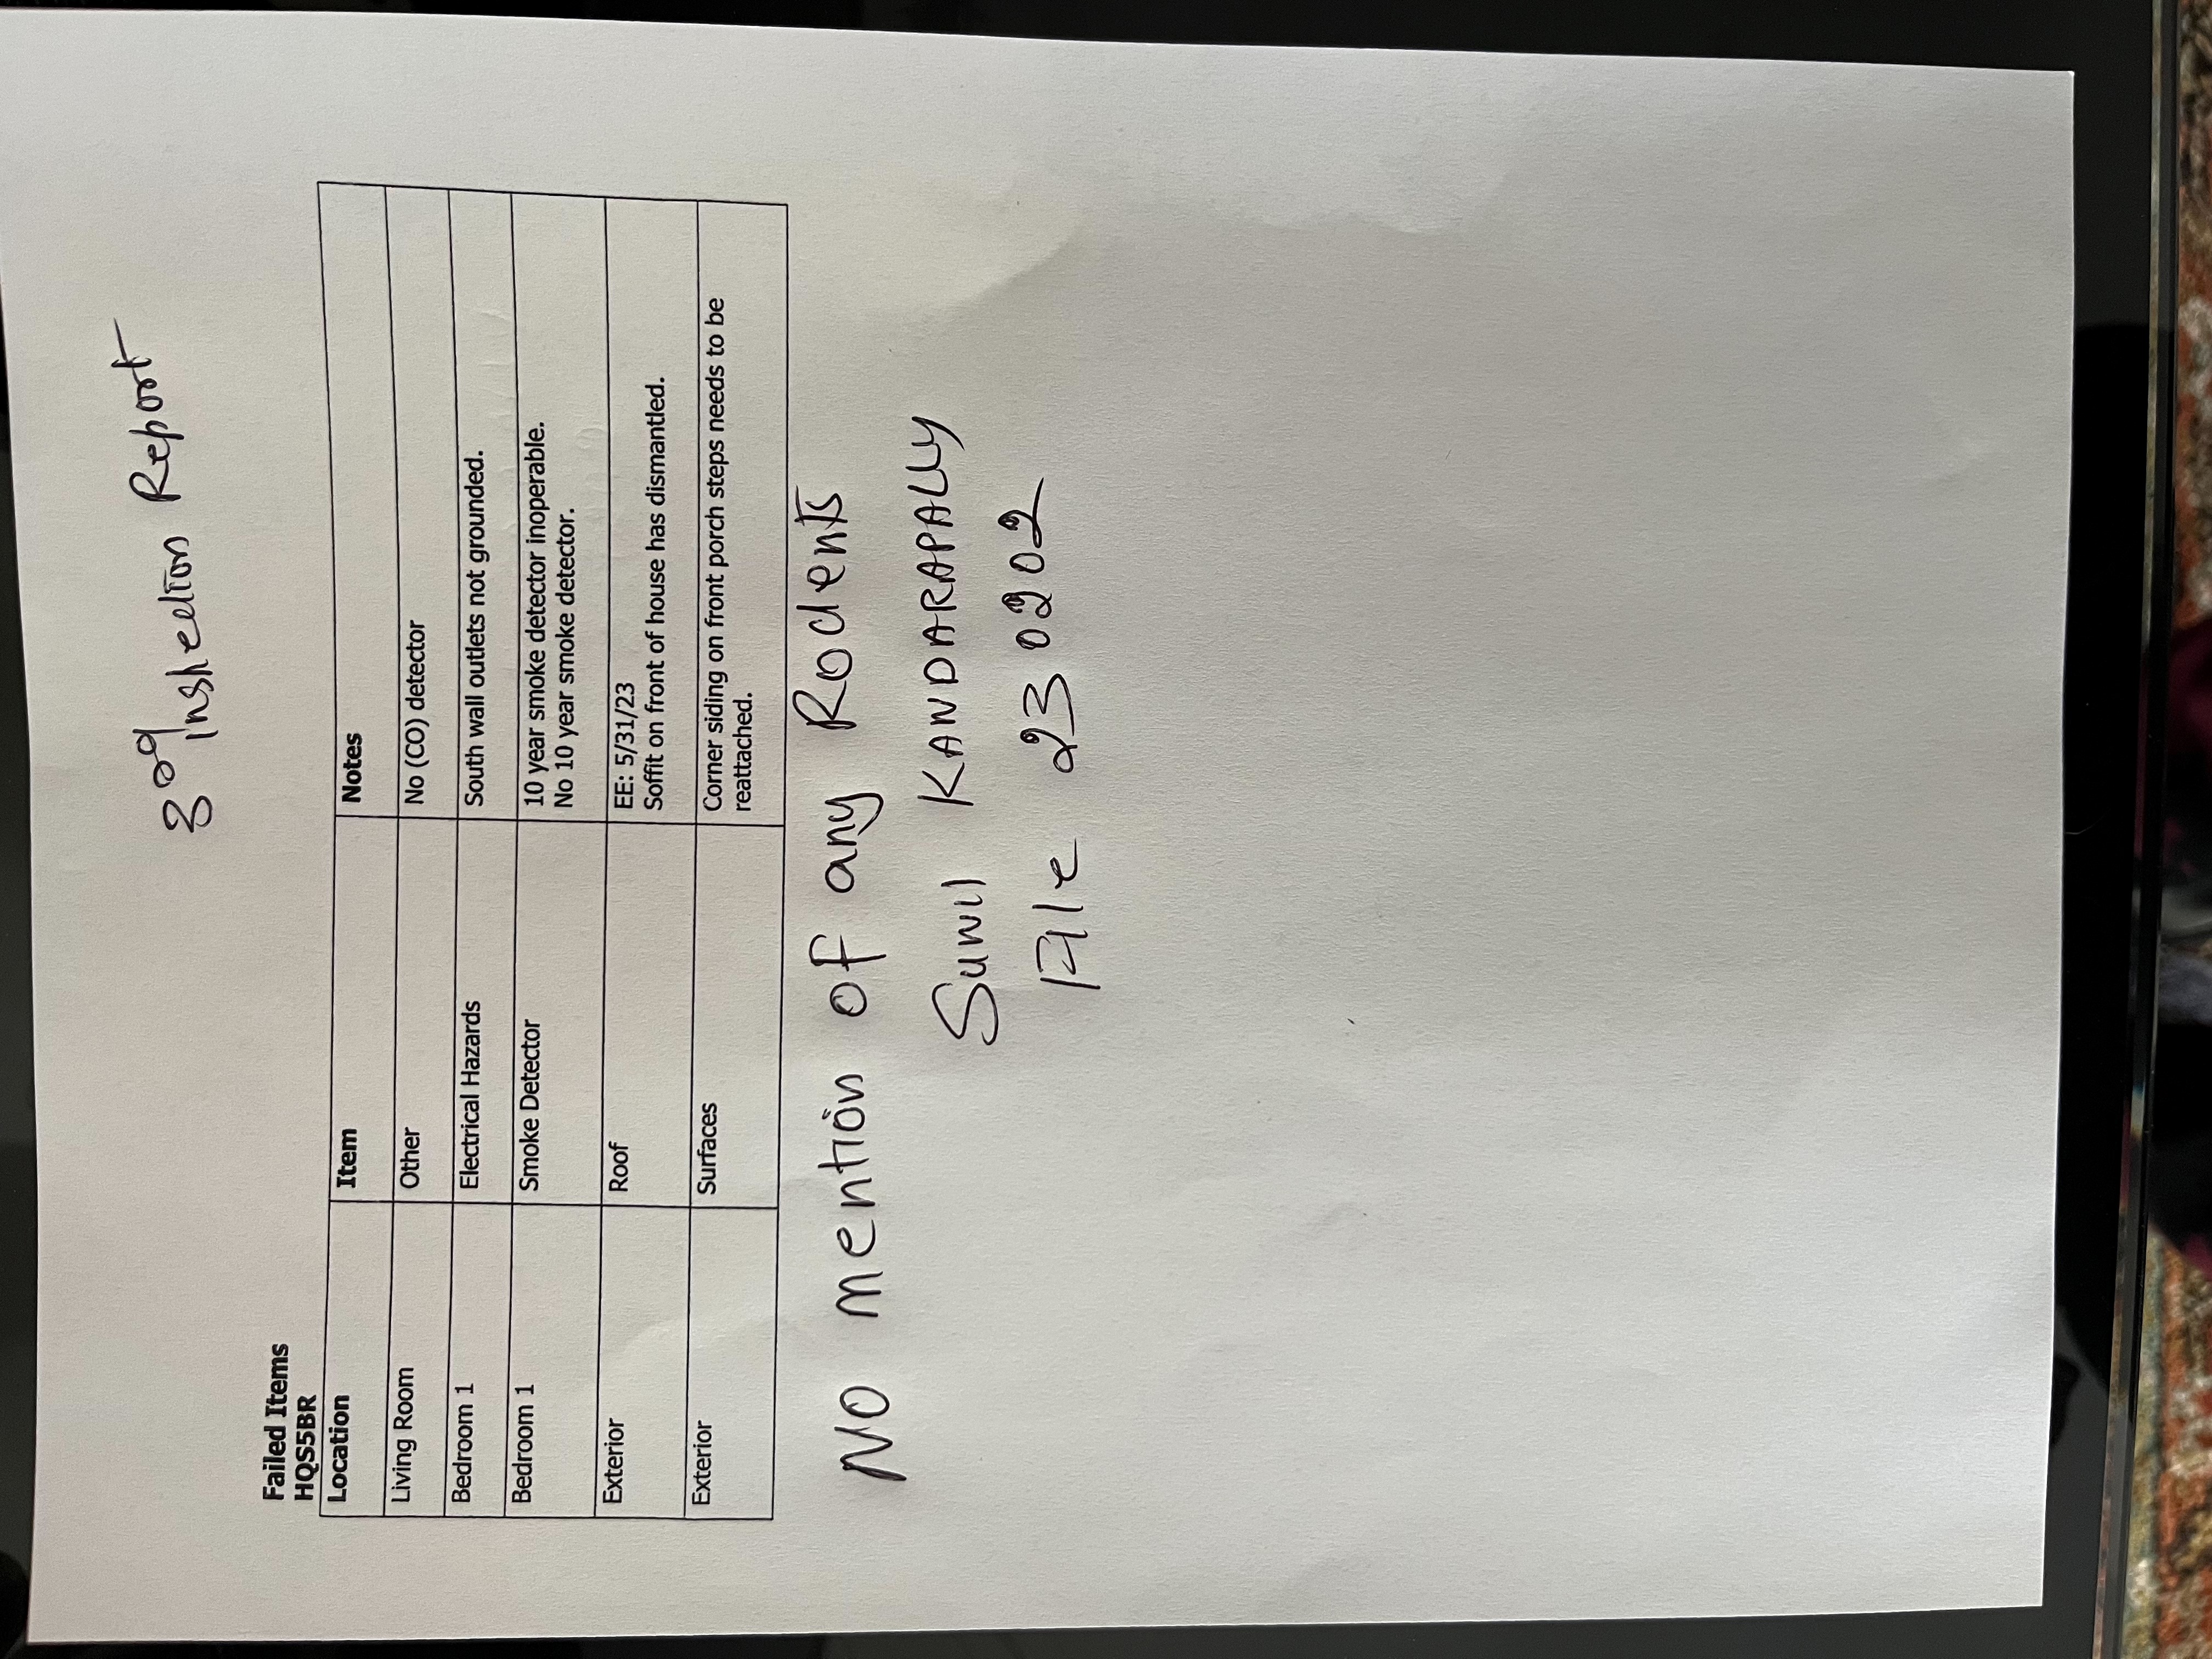 3rd Inspection Report
Failed Items
HQS5BR
Location Item Notes
Living Room Other No (CO) detector
Bedroom 1 Electrical Hazards South wall outlets not grounded.
Bedroom 1 Smoke Detector 10 year smoke detector inoperable.
No 10 year smoke detector.
Exterior Roof EE: 5/31/23
Soffit on front of house has dismantled.
Exterior Surfaces Corner siding on front porch steps needs to be
reattached.
NO mention of any Rodents
Sunil KANDARAPALLY
File 230202